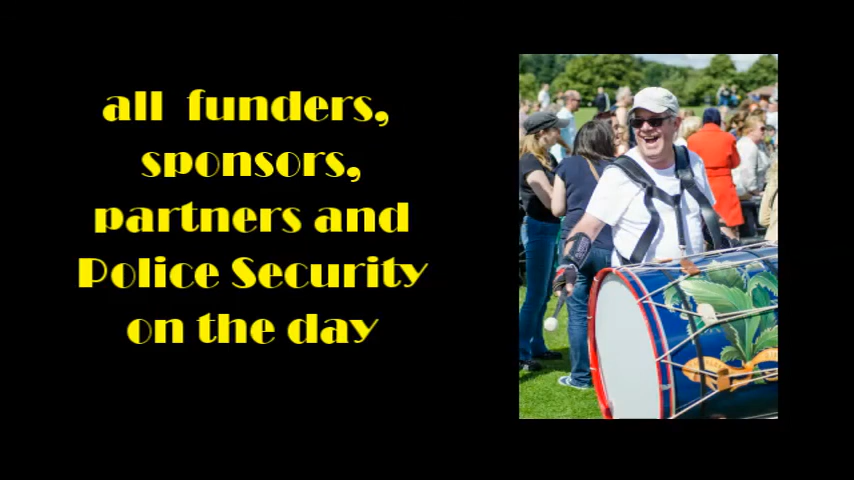 all funders,
sponsors,
partners and
Police Security
on the day